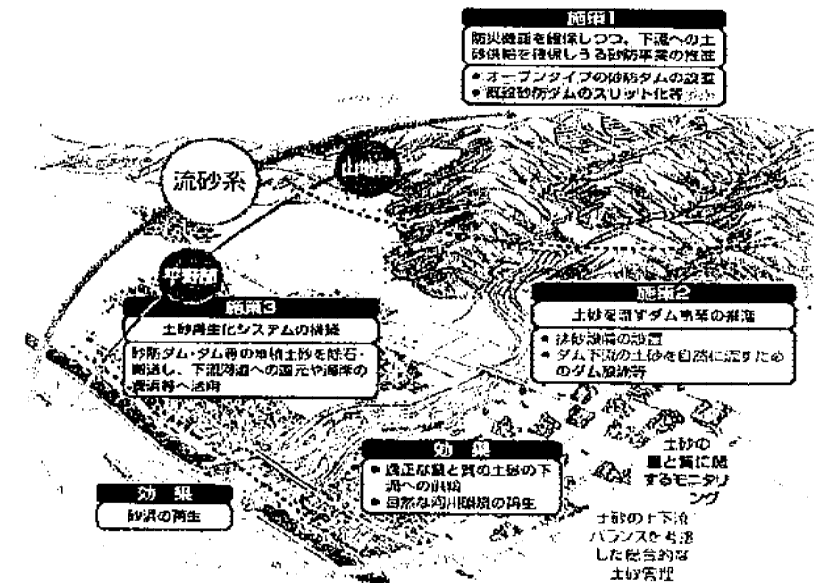 施策1
防災機能を確保しつつ、下流への土
砂供給を確保しうる砂防事業の推進
● オープンタイプの砂防ダムの設置
● 既設砂防ダムのスリット化等
流砂系
山地部
平野部
施策3
土砂再生化システムの構築
砂防ダム・ダム等の堆積土砂を除石・
搬送し、下流河道への還元や海岸の
養浜等へ活用
施策2
土砂を流すダム事業の推進
● 排砂設備の設置
● ダム下流の土砂を自然に流すため
のダム放流等
効 果
● 適正な量と質の土砂の下
流への供給
● 自然な河川環境の再生
効 果
砂浜の再生
土砂の
量と質に関
するモニタリ
ング
土砂の上下流
バランスを考慮
した総合的な
土砂管理